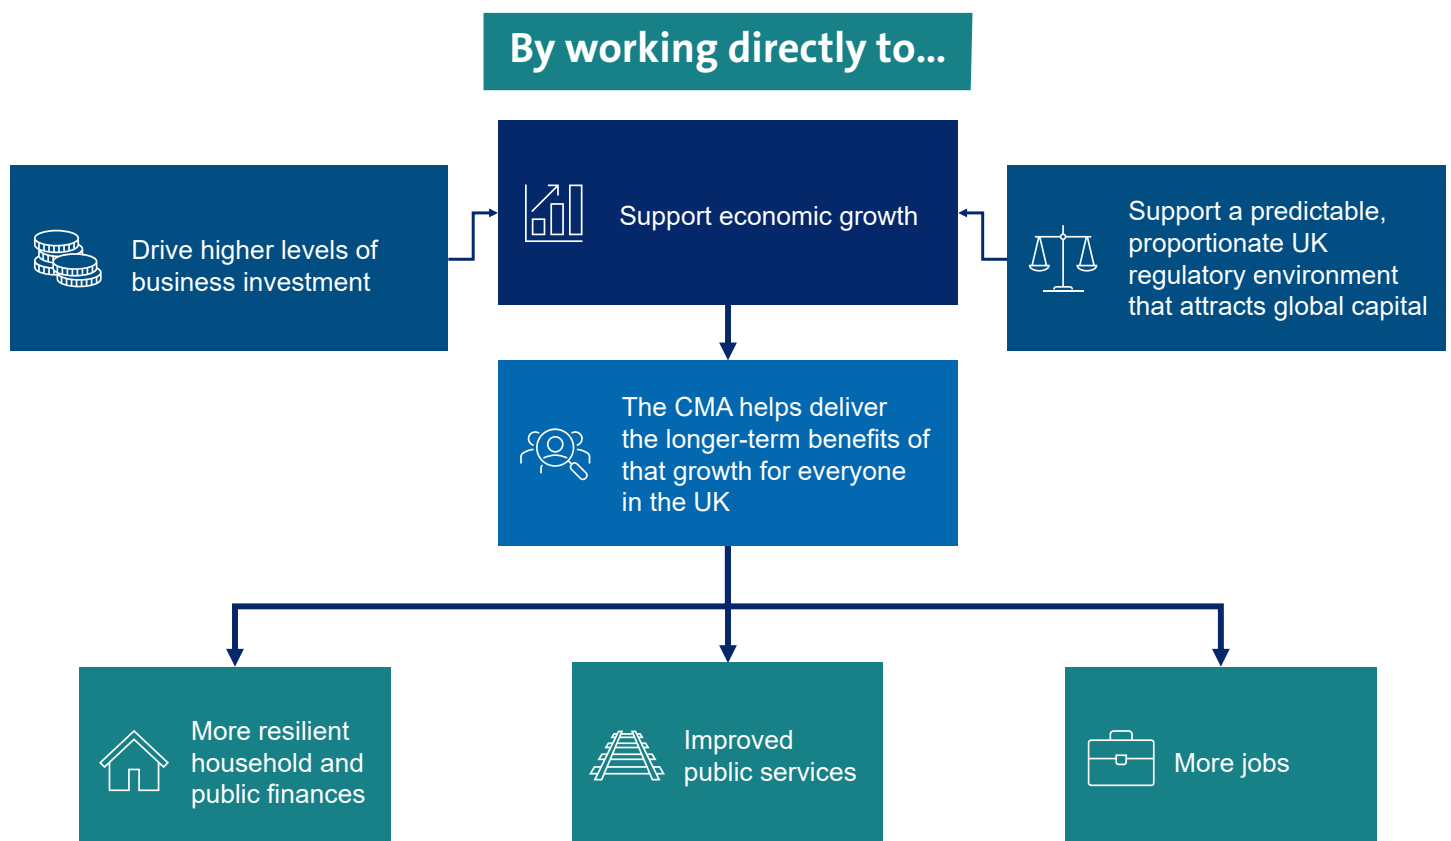 By working directly to...
Drive higher levels of
business investment
Support economic growth
Support a predictable,
proportionate UK
regulatory environment
that attracts global capital
The CMA helps deliver
the longer-term benefits of
that growth for everyone
in the UK
More resilient
household and
public finances
Improved
public services
More jobs